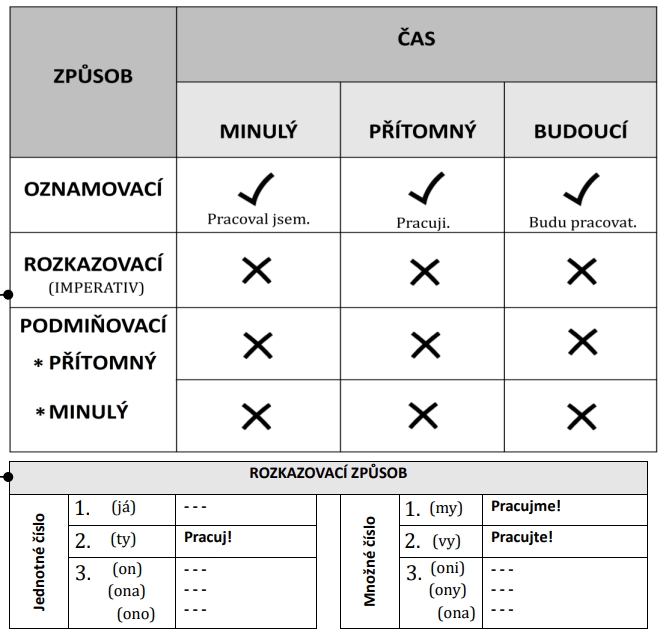 ZPŮSOB
ČAS
MINULÝ PŘÍTOMNÝ BUDOUCÍ
OZNAMOVACÍ
Pracoval jsem. Pracuji. Budu pracovat.
ROZKAZOVACÍ
(IMPERATIV)
PODMIŇOVACÍ
* PŘÍTOMNÝ
* MINULÝ
ROZKAZOVACÍ ZPŮSOB
Jednotné číslo
1. (já) - - -
2. (ty) Pracuj!
3. (on) - - -
(ona) - - -
(ono) - - -
Množné číslo
1. (my) Pracujme!
2. (vy) Pracujte!
3. (oni) - - -
(ony) - - -
(ona) - - -